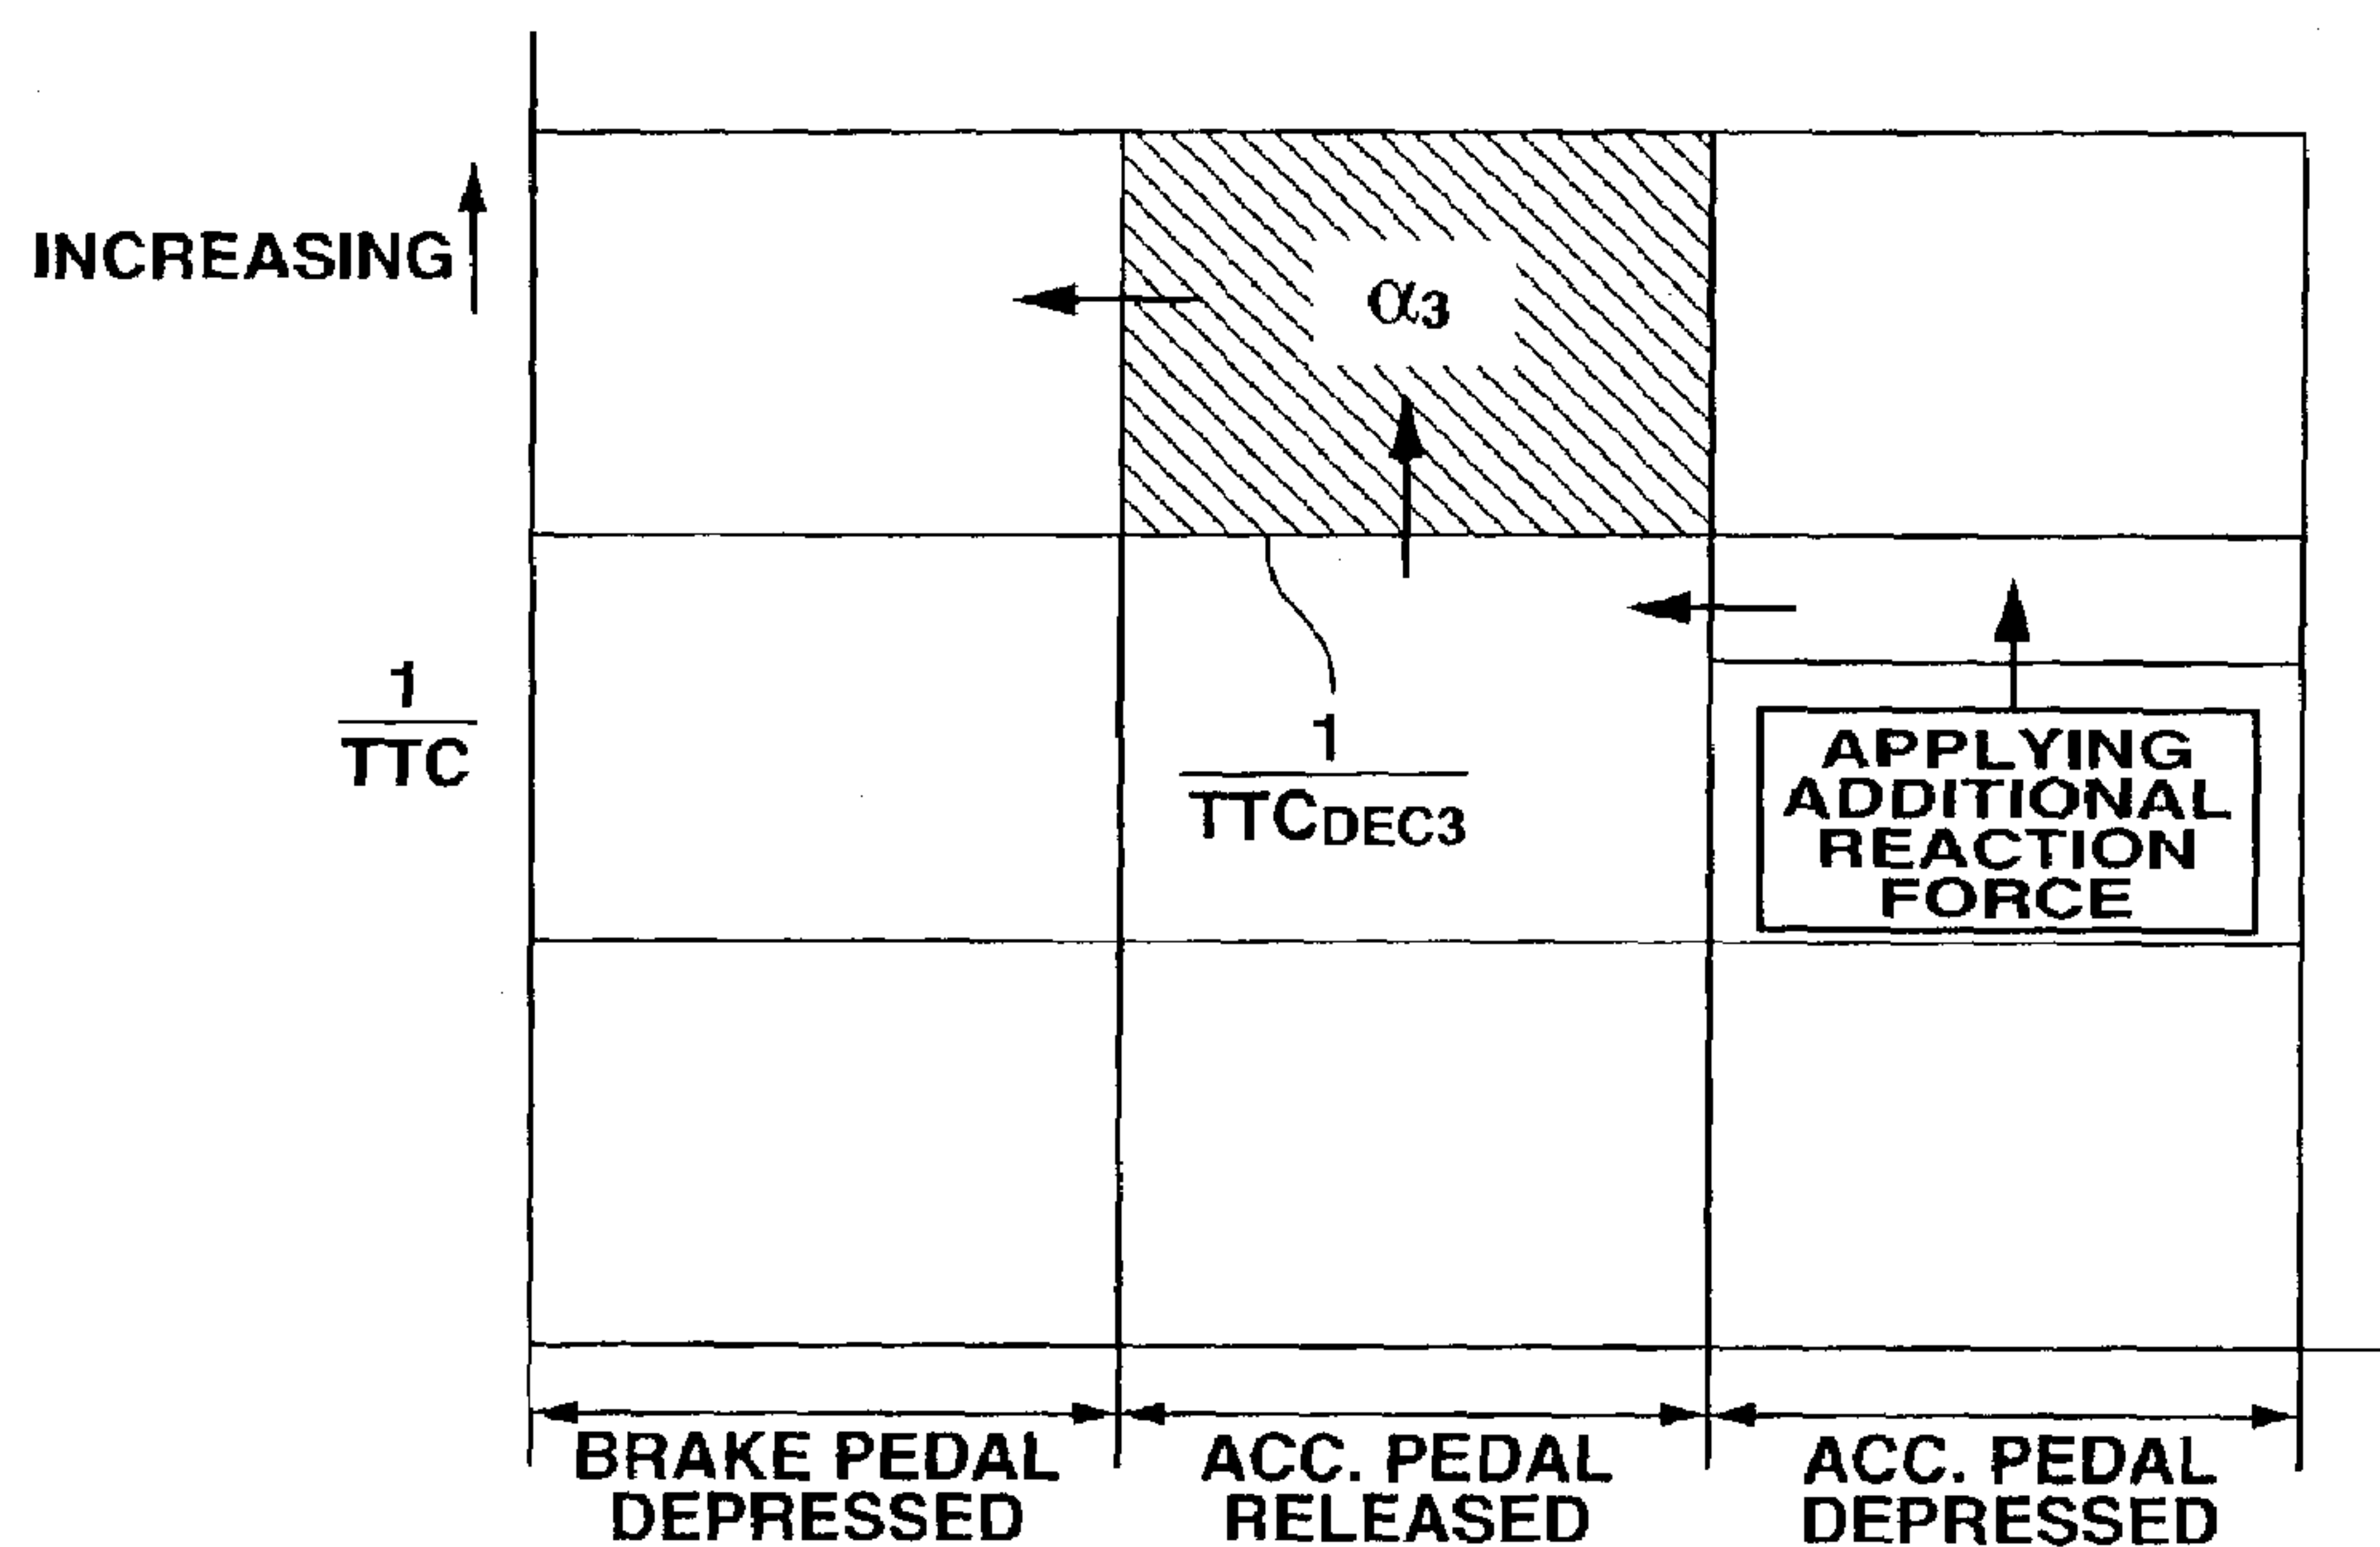 INCREASING
α3
1
TTC
1
TTCDEC3
APPLYING
ADDITIONAL
REACTION
FORCE
BRAKE PEDAL
DEPRESSED
ACC. PEDAL
RELEASED
ACC. PEDAL
DEPRESSED